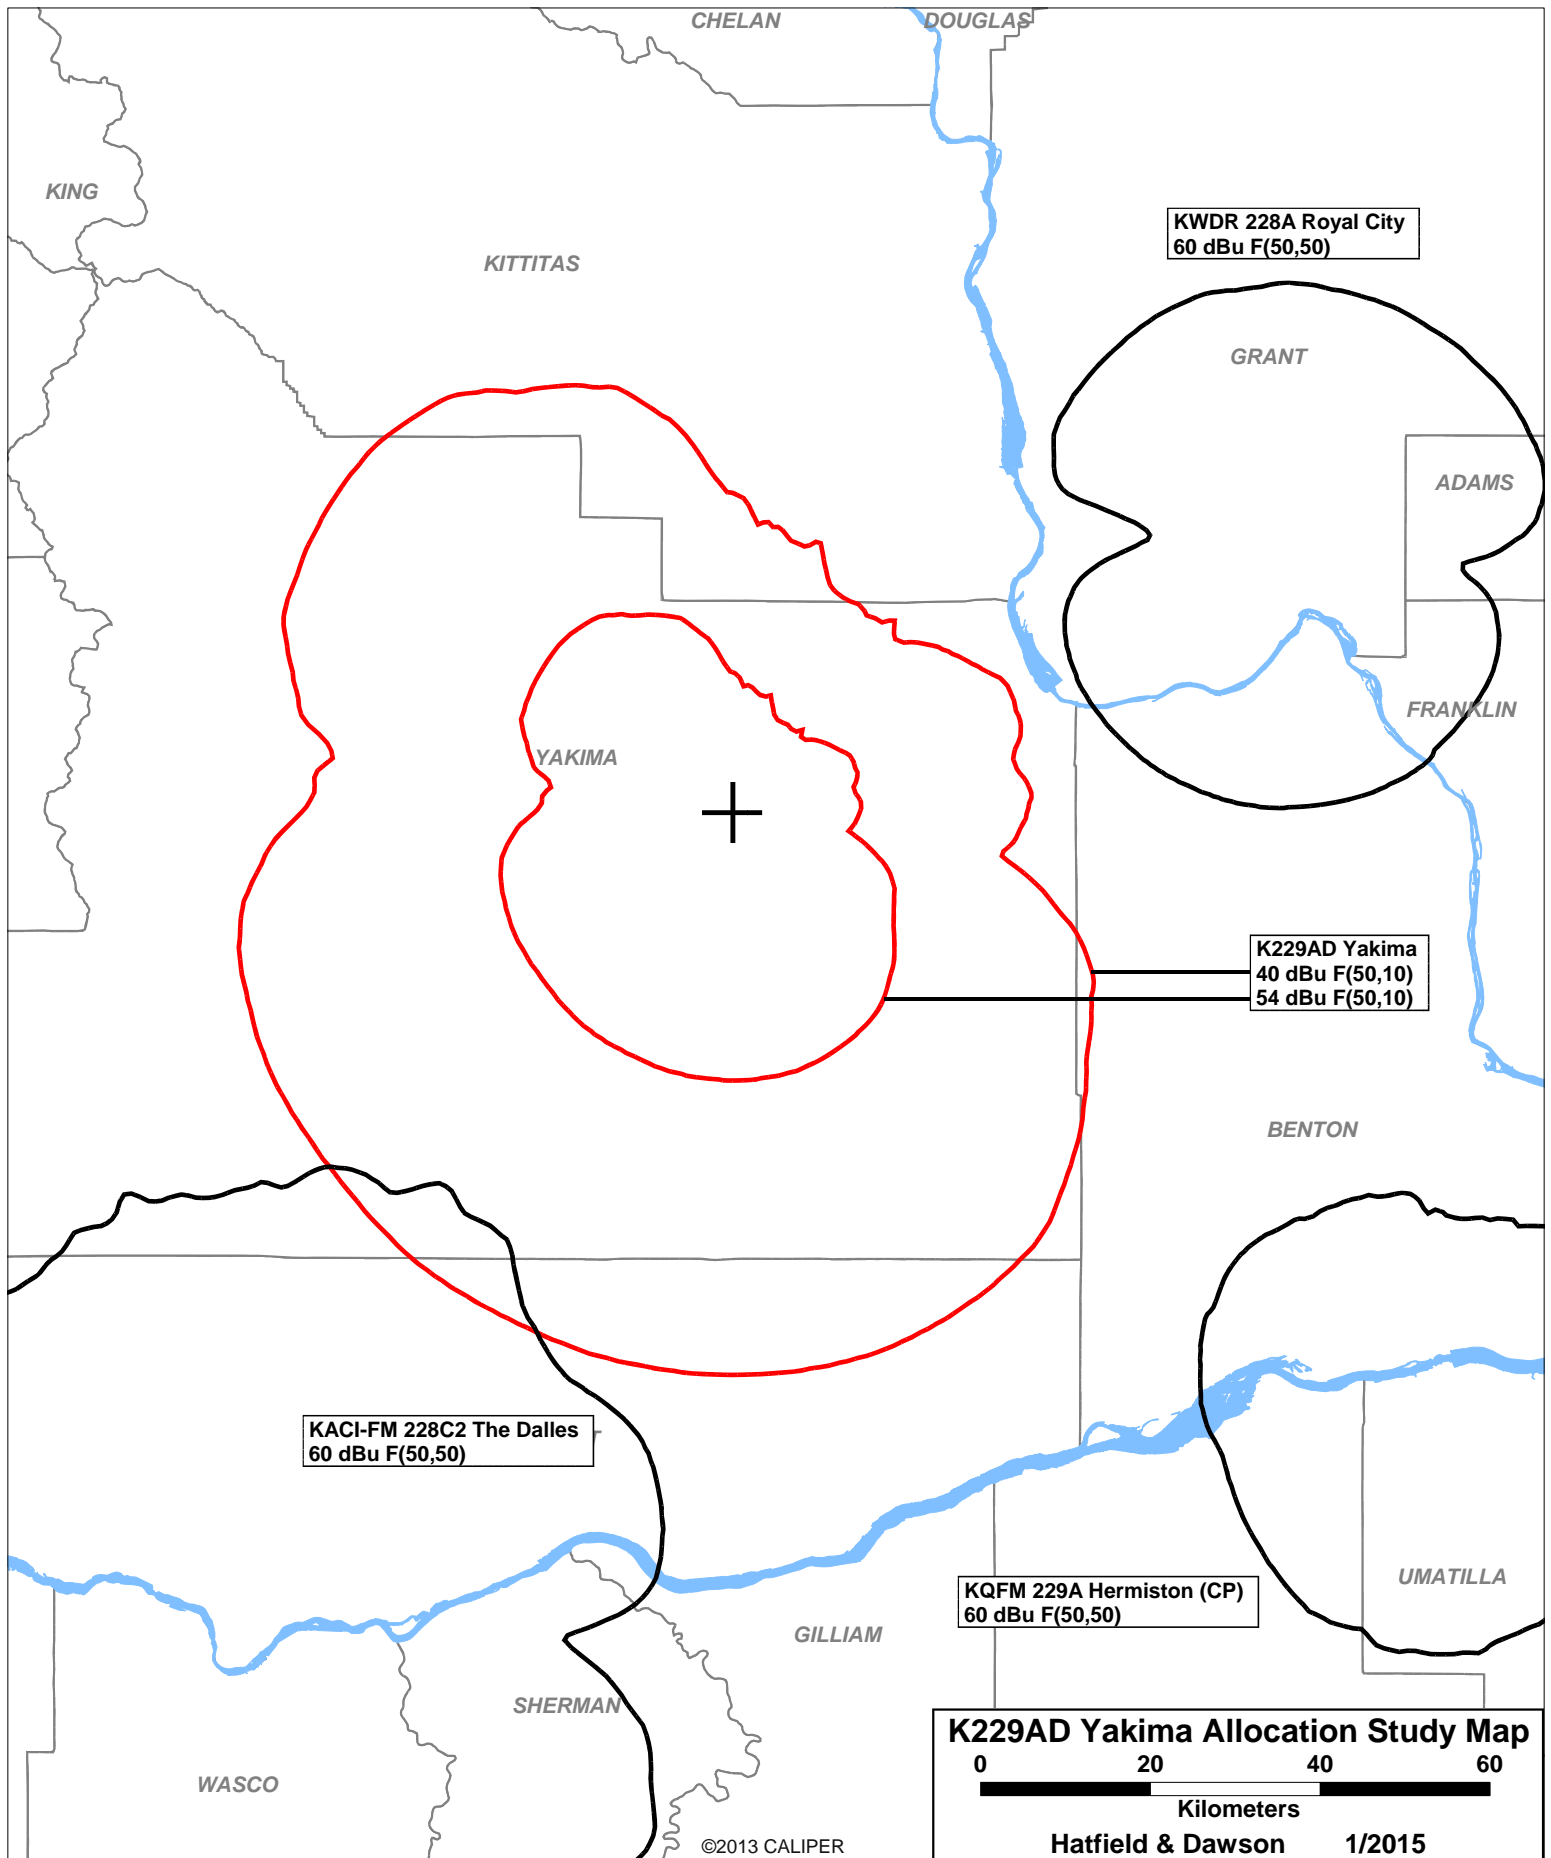 CHELAN
DOUGLAS
KING
KITTITAS
KWDR 228A Royal City
60 dBu F(50,50)
GRANT
ADAMS
FRANKLIN
YAKIMA
K229AD Yakima
40 dBu F(50,10)
54 dBu F(50,10)
BENTON
KACI-FM 228C2 The Dalles
60 dBu F(50,50)
KQFM 229A Hermiston (CP)
60 dBu F(50,50)
UMATILLA
GILLIAM
SHERMAN
WASCO
K229AD Yakima Allocation Study Map
0 20 40 60
Kilometers
Hatfield & Dawson 1/2015
©2013 CALIPER